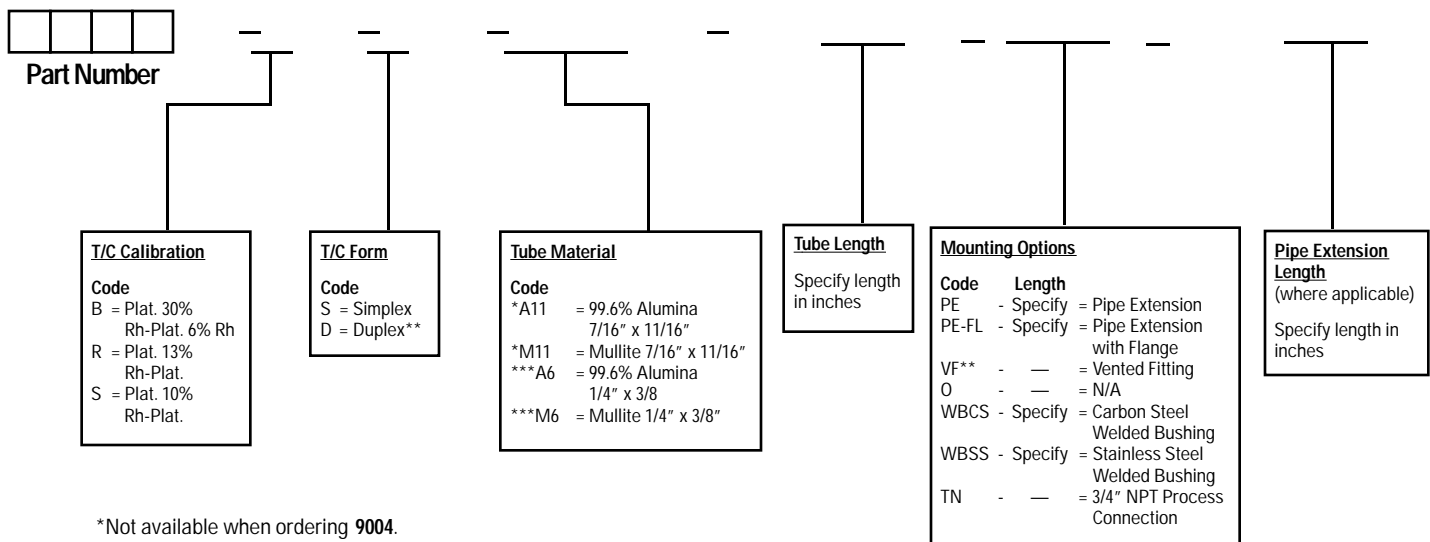 Part Number
T/C Calibration
Code
B = Plat. 30%
Rh-Plat. 6% Rh
R = Plat. 13%
Rh-Plat.
S = Plat. 10%
Rh-Plat.
T/C Form
Code
S = Simplex
D = Duplex**
Tube Material
Code
*A11 = 99.6% Alumina
7/16" x 11/16"
*M11 = Mullite 7/16" x 11/16"
***A6 = 99.6% Alumina
1/4" x 3/8
***M6 = Mullite 1/4" x 3/8"
Tube Length
Specify length
in inches
Mounting Options
Code Length
PE - Specify = Pipe Extension
PE-FL - Specify = Pipe Extension
with Flange
VF** - — = Vented Fitting
O - — = N/A
WBCS - Specify = Carbon Steel
Welded Bushing
WBSS - Specify = Stainless Steel
Welded Bushing
TN - — = 3/4" NPT Process
Connection
Pipe Extension
Length
(where applicable)
Specify length in
inches
*Not available when ordering 9004.